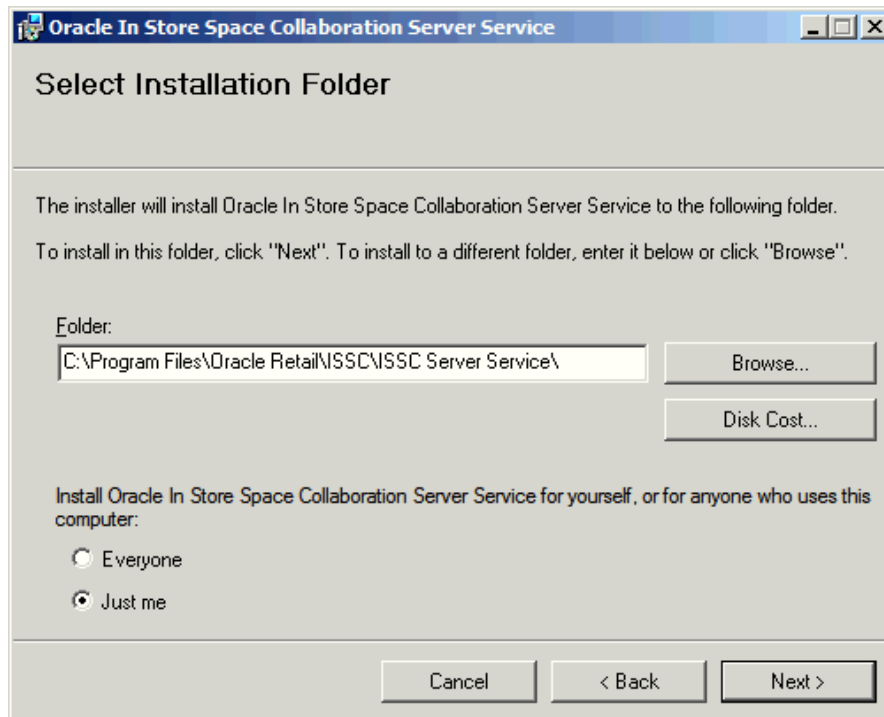 Oracle In Store Space Collaboration Server Service
Select Installation Folder
The installer will install Oracle In Store Space Collaboration Server Service to the following folder.
To install in this folder, click "Next". To install to a different folder, enter it below or click "Browse".
Folder:
C:\Program Files\Oracle Retail\ISSC\ISSC Server Service\
Browse...
Disk Cost...
Install Oracle In Store Space Collaboration Server Service for yourself, or for anyone who uses this
computer:
Everyone
Just me
Cancel
< Back
Next >